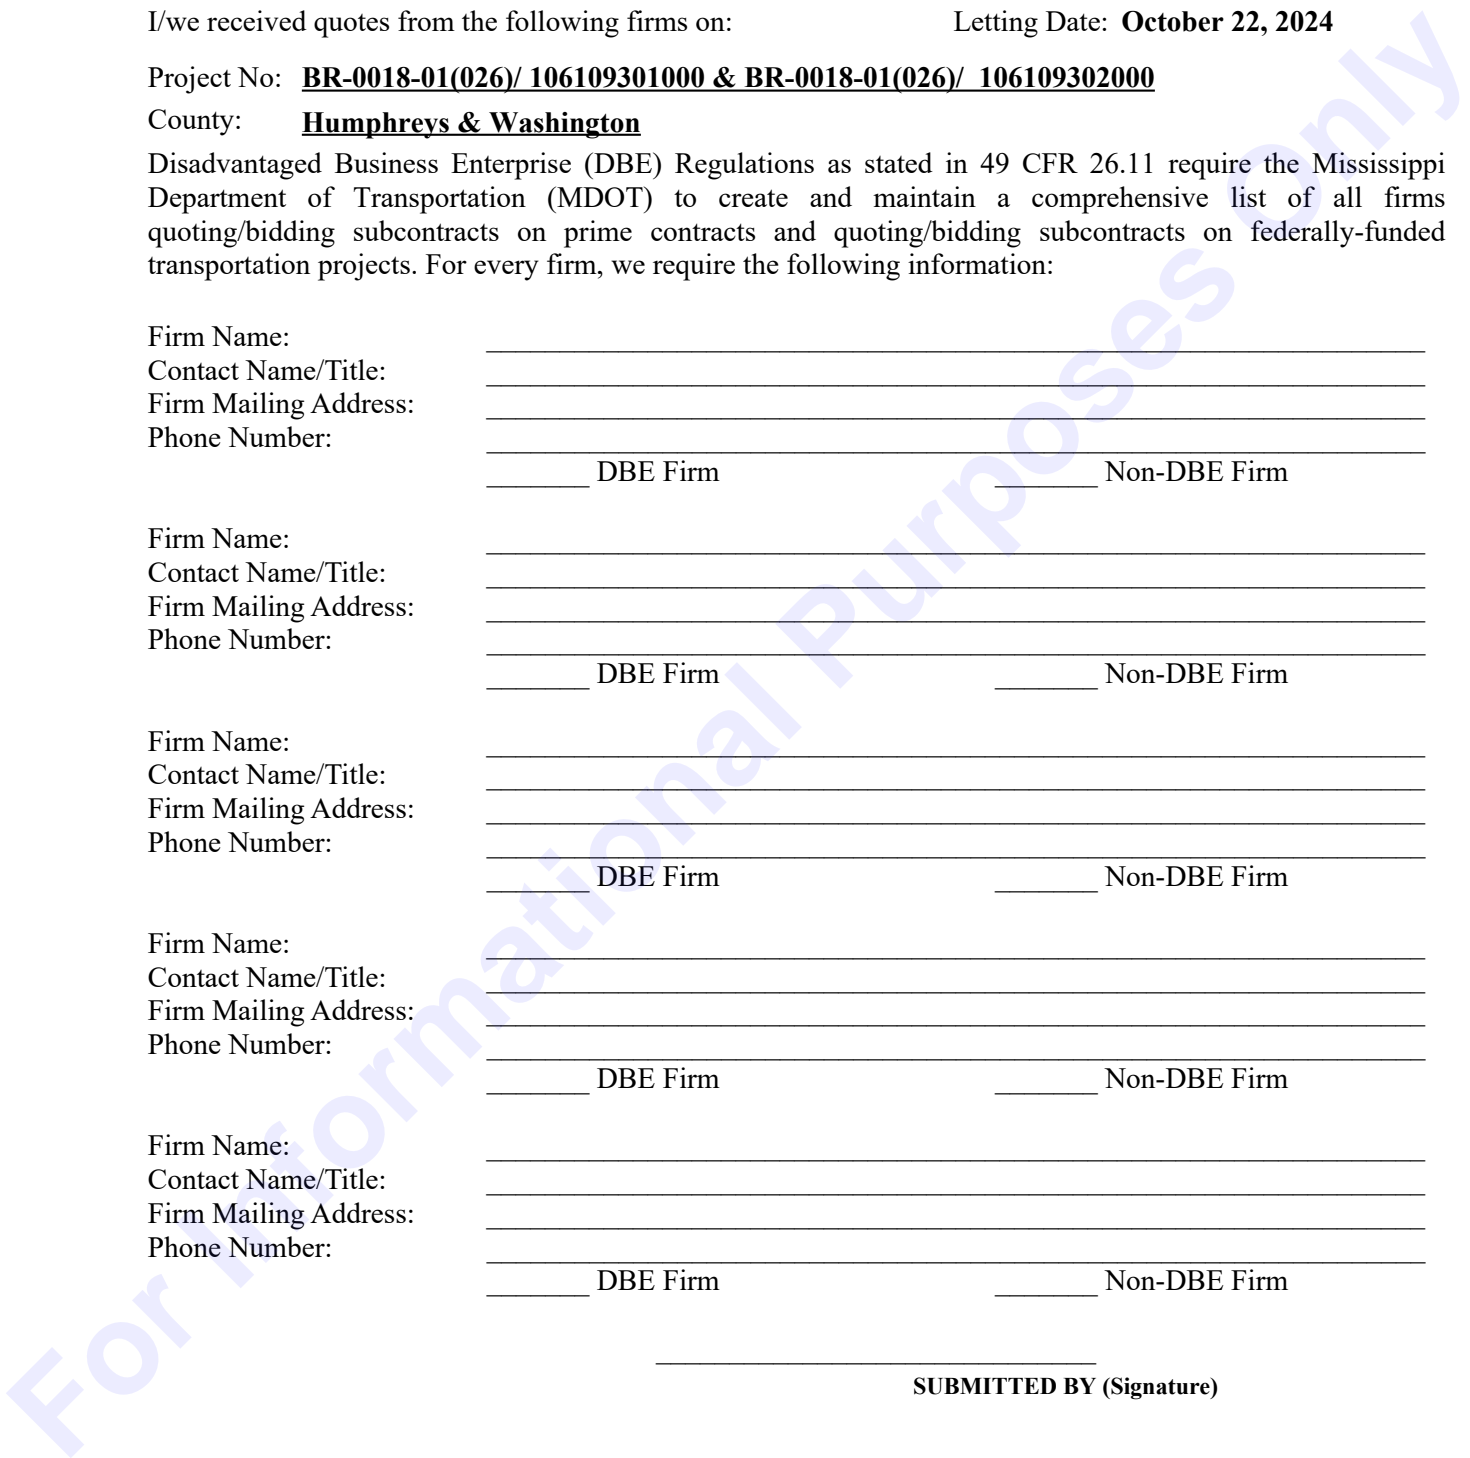 I/we received quotes from the following firms on: Letting Date: October 22, 2024
Project No: BR-0018-01(026)/ 106109301000 & BR-0018-01(026)/ 106109302000
County: Humphreys & Washington
Disadvantaged Business Enterprise (DBE) Regulations as stated in 49 CFR 26.11 require the Mississippi
Department of Transportation (MDOT) to create and maintain a comprehensive list of all firms
quoting/bidding subcontracts on prime contracts and quoting/bidding subcontracts on federally-funded
transportation projects. For every firm, we require the following information:
Firm Name:
Contact Name/Title:
Firm Mailing Address:
Phone Number:
DBE Firm Non-DBE Firm
Firm Name:
Contact Name/Title:
Firm Mailing Address:
Phone Number:
DBE Firm Non-DBE Firm
Firm Name:
Contact Name/Title:
Firm Mailing Address:
Phone Number:
DBE Firm Non-DBE Firm
Firm Name:
Contact Name/Title:
Firm Mailing Address:
Phone Number:
DBE Firm Non-DBE Firm
Firm Name:
Contact Name/Title:
Firm Mailing Address:
Phone Number:
DBE Firm Non-DBE Firm
SUBMITTED BY (Signature)
For Informational Purposes Only